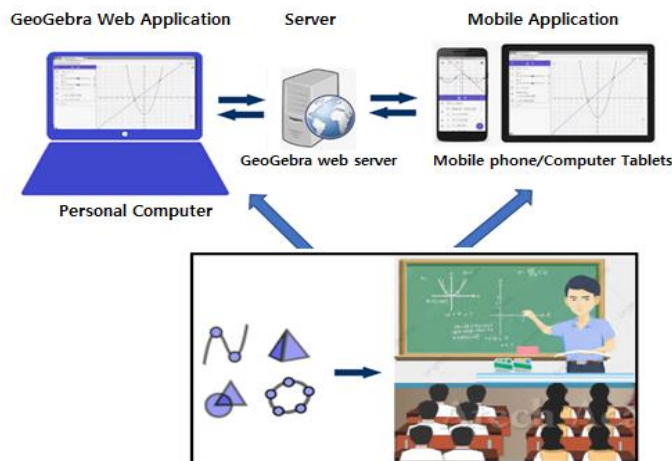 GeoGebra Web Application
Server
Mobile Application
GeoGebra web server
Mobile phone/Computer Tablets
Personal Computer